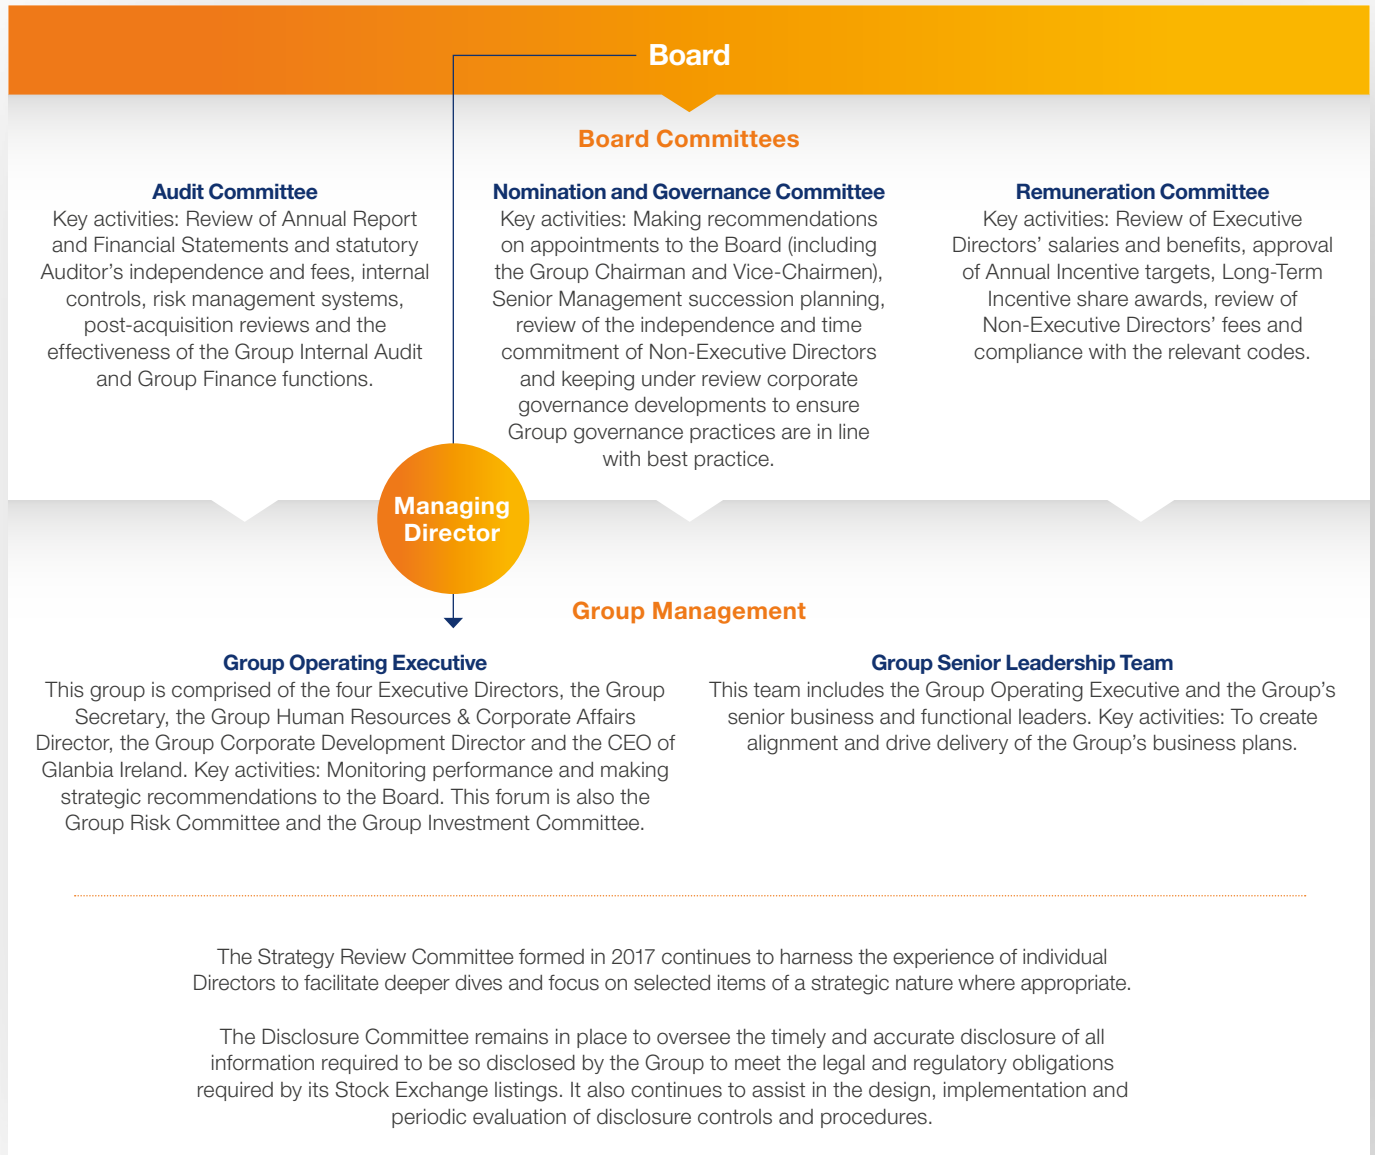 Board
Board Committees
Audit Committee
Key activities: Review of Annual Report
and Financial Statements and statutory
Auditor’s independence and fees, internal
controls, risk management systems,
post-acquisition reviews and the
effectiveness of the Group Internal Audit
and Group Finance functions.
Nomination and Governance Committee
Key activities: Making recommendations
on appointments to the Board (including
the Group Chairman and Vice-Chairmen),
Senior Management succession planning,
review of the independence and time
commitment of Non-Executive Directors
and keeping under review corporate
governance developments to ensure
Group governance practices are in line
with best practice.
Remuneration Committee
Key activities: Review of Executive
Directors’ salaries and benefits, approval
of Annual Incentive targets, Long-Term
Incentive share awards, review of
Non-Executive Directors’ fees and
compliance with the relevant codes.
Managing
Director
Group Management
Group Operating Executive
This group is comprised of the four Executive Directors, the Group
Secretary, the Group Human Resources & Corporate Affairs
Director, the Group Corporate Development Director and the CEO of
Glanbia Ireland. Key activities: Monitoring performance and making
strategic recommendations to the Board. This forum is also the
Group Risk Committee and the Group Investment Committee.
Group Senior Leadership Team
This team includes the Group Operating Executive and the Group’s
senior business and functional leaders. Key activities: To create
alignment and drive delivery of the Group’s business plans.
The Strategy Review Committee formed in 2017 continues to harness the experience of individual
Directors to facilitate deeper dives and focus on selected items of a strategic nature where appropriate.
The Disclosure Committee remains in place to oversee the timely and accurate disclosure of all
information required to be so disclosed by the Group to meet the legal and regulatory obligations
required by its Stock Exchange listings. It also continues to assist in the design, implementation and
periodic evaluation of disclosure controls and procedures.